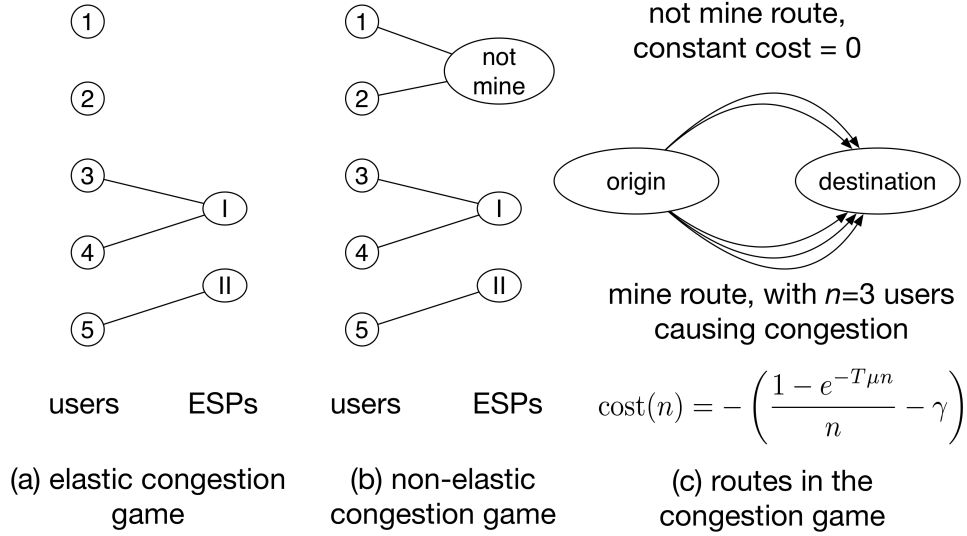 1
2
3
4
5
I
II
users ESPs
(a) elastic congestion
game
1
2
3
4
5
not
mine
I
II
users ESPs
(b) non-elastic
congestion game
not mine route,
constant cost = 0
origin
destination
mine route, with n=3 users
causing congestion
cost(n) = − ( (1 − e^{−Tμn}) / n − γ )
(c) routes in the
congestion game